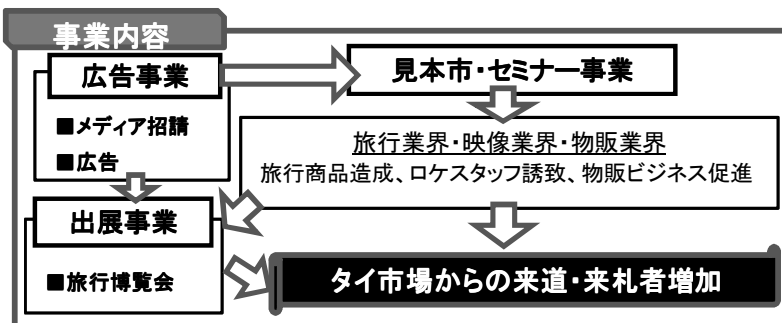 事業内容
広告事業
■メディア招請
■広告
見本市・セミナー事業
旅行業界・映像業界・物販業界
旅行商品造成、ロケスタッフ誘致、物販ビジネス促進
出展事業
■旅行博覧会
タイ市場からの来道・来札者増加